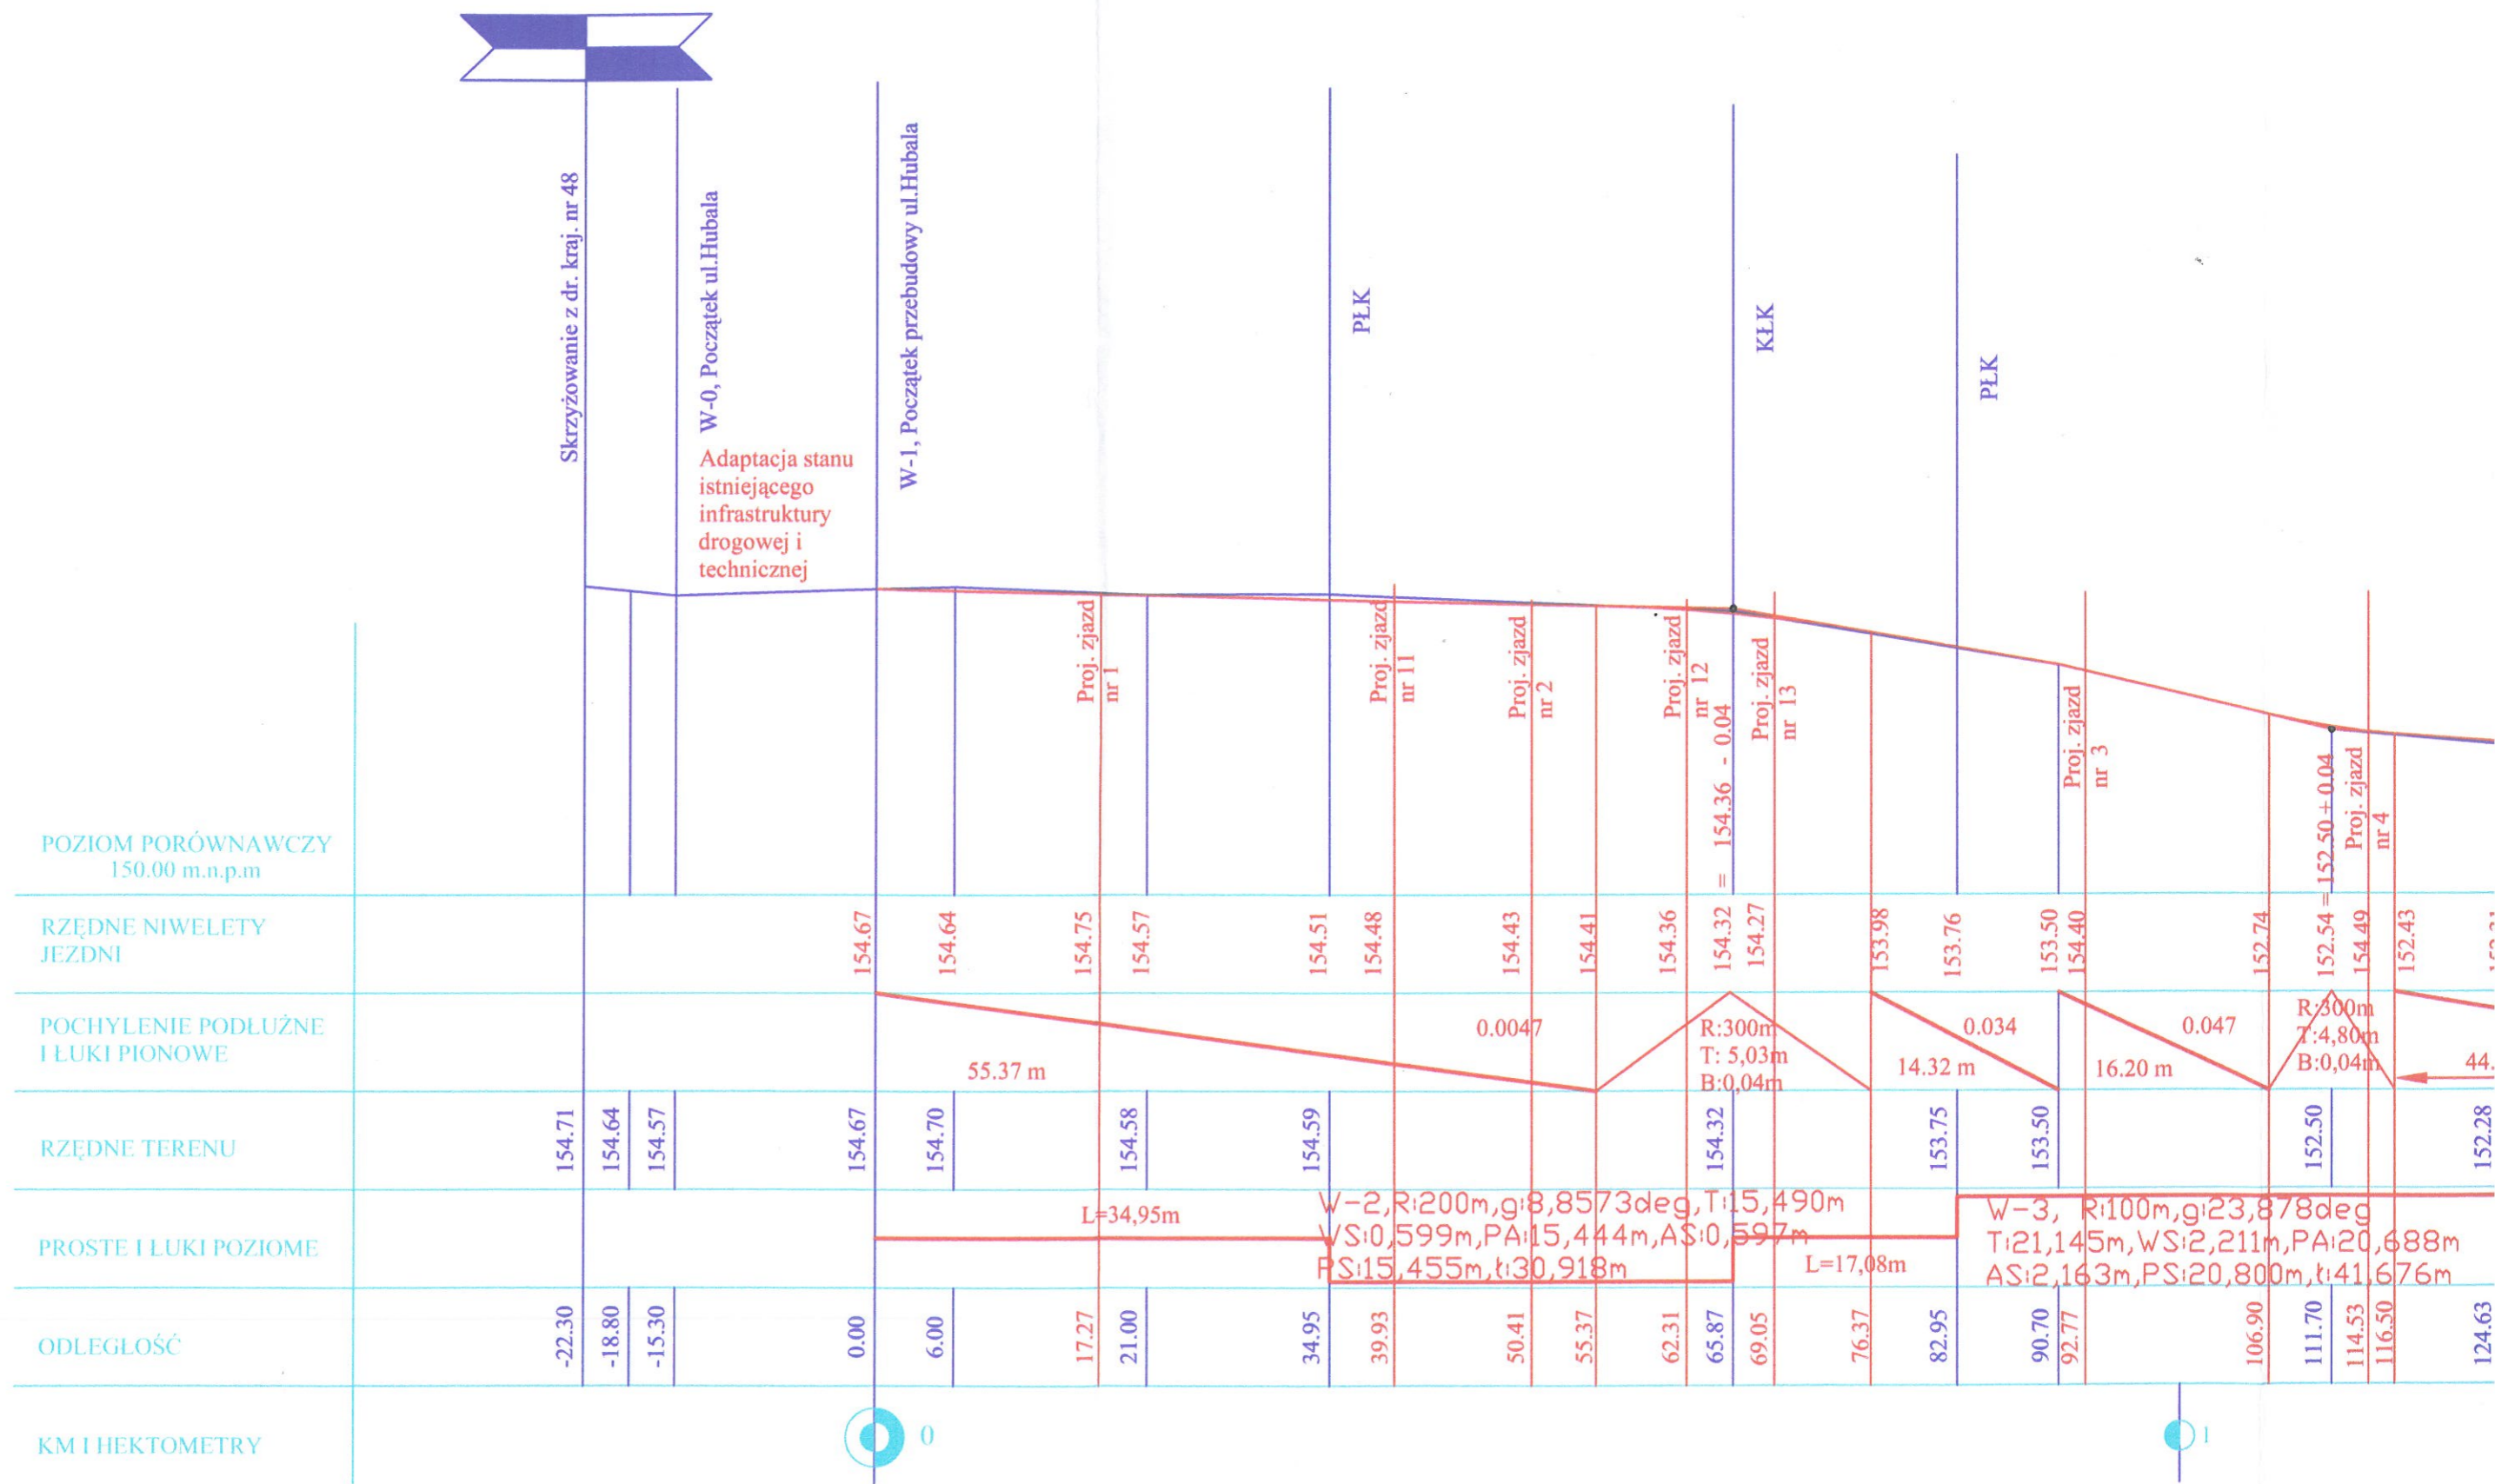 Skrzyżowanie z dr. kraj. nr 48
W-0, Początek ul.Hubala
Adaptacja stanu
istniejącego
infrastruktury
drogowej i
technicznej
W-1, Początek przebudowy ul.Hubala
PŁK
KŁK
PŁK
Proj. zjazd
nr 1
Proj. zjazd
nr 11
Proj. zjazd
nr 2
Proj. zjazd
nr 12
Proj. zjazd
nr 13
Proj. zjazd
nr 3
Proj. zjazd
nr 4
POZIOM PORÓWNAWCZY
150.00 m.n.p.m
RZĘDNE NIWELETY
JEZDNI
154.67
154.64
154.75
154.57
154.51
154.48
154.43
154.41
154.36
154.32 = 154.36 - 0.04
154.27
153.98
153.76
153.50
154.40
152.74
152.54 = 152.50 + 0.04
154.49
152.43
POCHYLENIE PODŁUŻNE
I ŁUKI PIONOWE
55.37 m
0.0047
R:300m
T: 5,03m
B:0,04m
14.32 m
0.034
16.20 m
0.047
R:300m
T:4,80m
B:0,04m
44.
RZĘDNE TERENU
154.71
154.64
154.57
154.67
154.70
154.58
154.59
154.32
153.75
153.50
152.50
152.28
PROSTE I ŁUKI POZIOME
L=34,95m
W-2,R:200m,g:8,8573deg,T:15,490m
WS:0,599m,PA:15,444m,AS:0,597m
PS:15,455m,ł:30,918m
L=17,08m
W-3, R:100m,g:23,878deg
T:21,145m,WS:2,211m,PA:20,688m
AS:2,163m,PS:20,800m,ł:41,676m
ODLEGŁOŚĆ
-22.30
-18.80
-15.30
0.00
6.00
17.27
21.00
34.95
39.93
50.41
55.37
62.31
65.87
69.05
76.37
82.95
90.70
92.77
106.90
111.70
114.53
116.50
124.63
KM I HEKTOMETRY
0
1